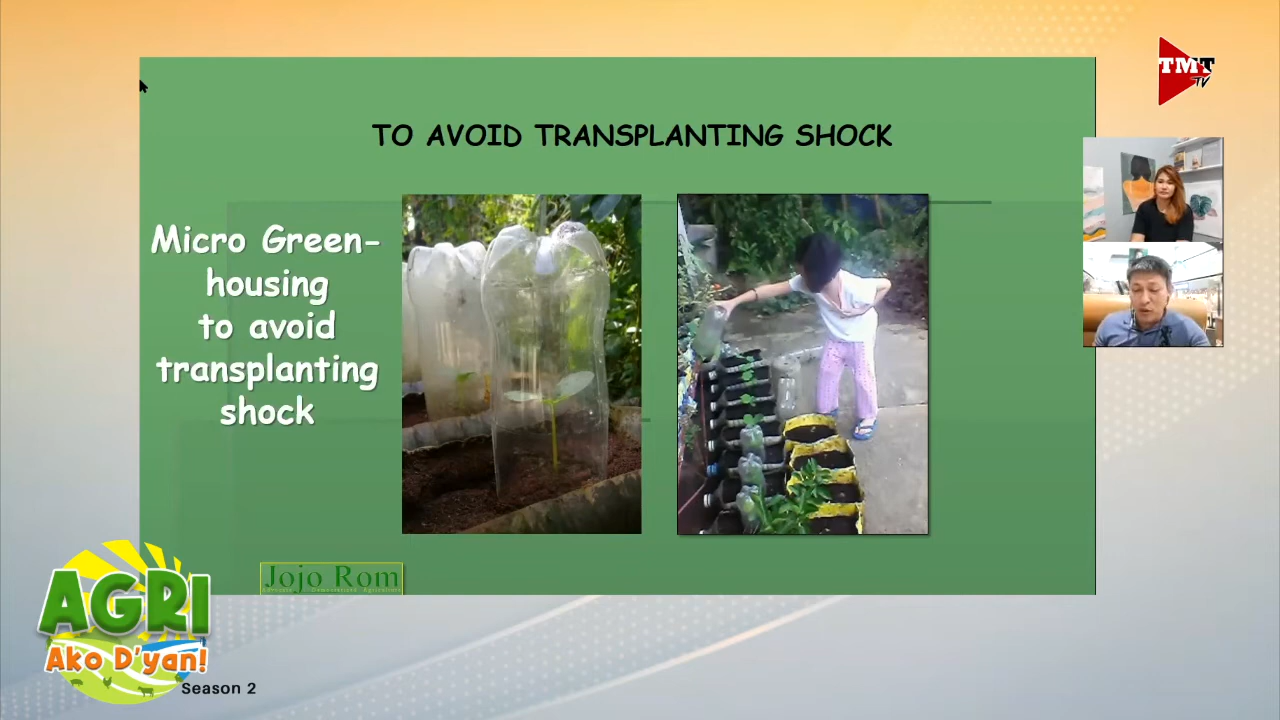 TMT
TV
TO AVOID TRANSPLANTING SHOCK
Micro Green-
housing
to avoid
transplanting
shock
Jojo Rom
AGRI
Ako D'yan!
Season 2